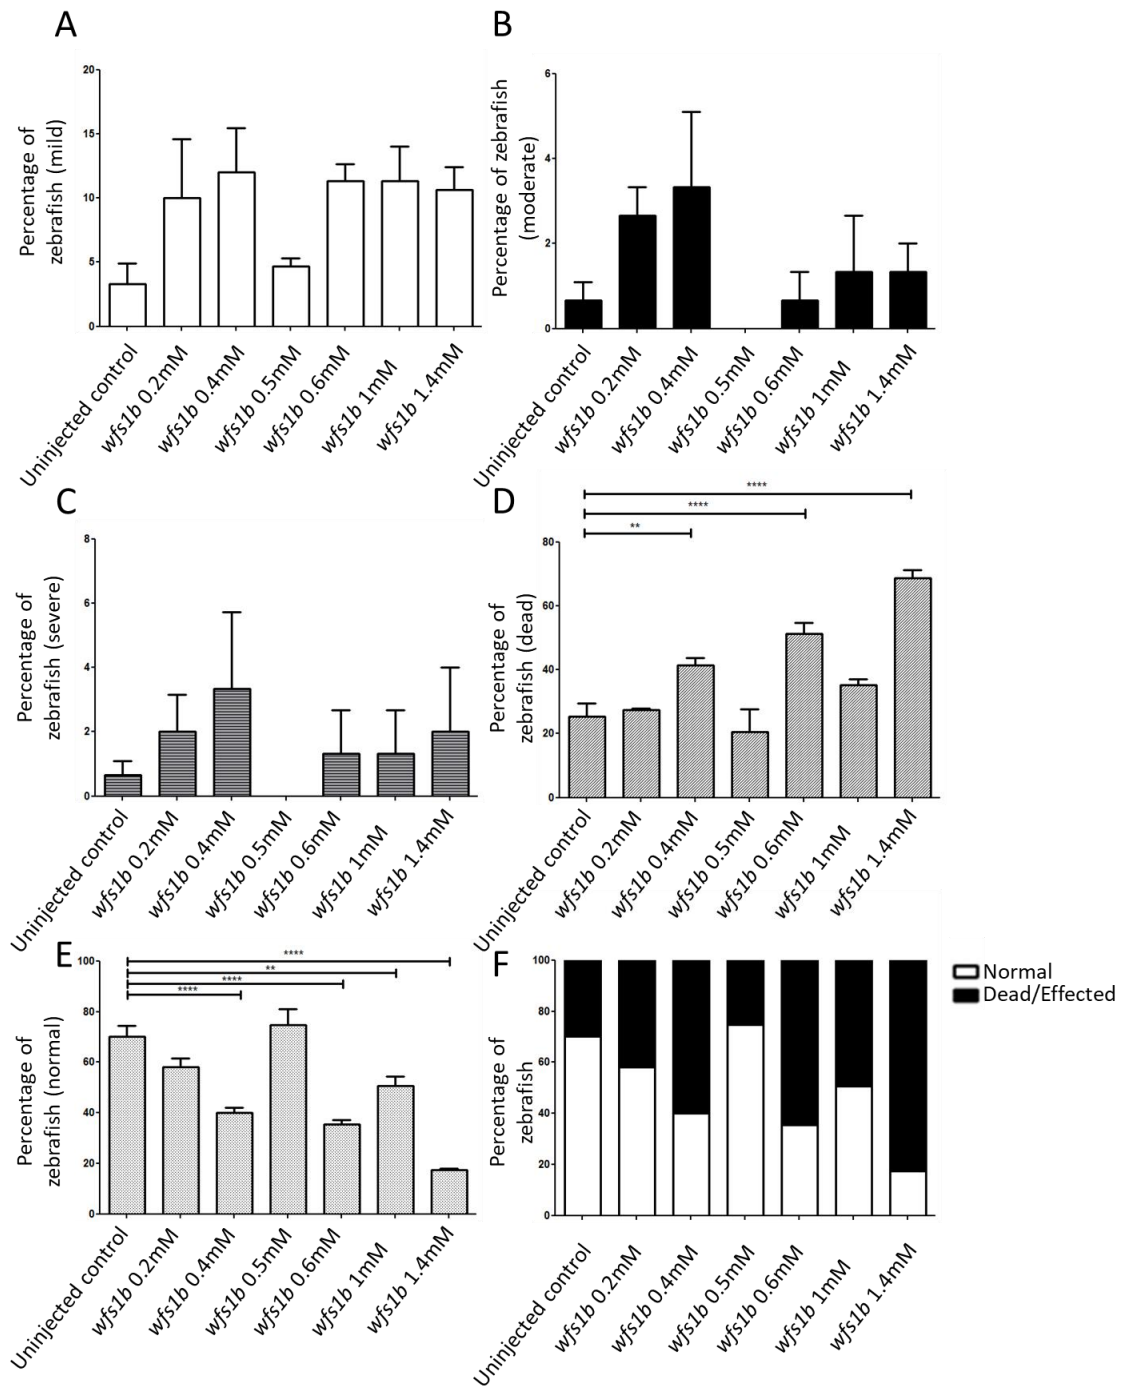 A
Percentage of
zebrafish (mild)
20
15
10
5
0
Uninjected control
wfs1b 0.2mM
wfs1b 0.4mM
wfs1b 0.5mM
wfs1b 0.6mM
wfs1b 1mM
wfs1b 1.4mM
B
Percentage of zebrafish
(moderate)
6
4
2
0
Uninjected control
wfs1b 0.2mM
wfs1b 0.4mM
wfs1b 0.5mM
wfs1b 0.6mM
wfs1b 1mM
wfs1b 1.4mM
C
Percentage of
zebrafish (severe)
8
6
4
2
0
Uninjected control
wfs1b 0.2mM
wfs1b 0.4mM
wfs1b 0.5mM
wfs1b 0.6mM
wfs1b 1mM
wfs1b 1.4mM
D
****
****
**
Percentage of
zebrafish (dead)
80
60
40
20
0
Uninjected control
wfs1b 0.2mM
wfs1b 0.4mM
wfs1b 0.5mM
wfs1b 0.6mM
wfs1b 1mM
wfs1b 1.4mM
E
****
**
****
****
Percentage of
zebrafish (normal)
100
80
60
40
20
0
Uninjected control
wfs1b 0.2mM
wfs1b 0.4mM
wfs1b 0.5mM
wfs1b 0.6mM
wfs1b 1mM
wfs1b 1.4mM
F
Percentage of
zebrafish
100
80
60
40
20
0
Uninjected control
wfs1b 0.2mM
wfs1b 0.4mM
wfs1b 0.5mM
wfs1b 0.6mM
wfs1b 1mM
wfs1b 1.4mM
Normal
Dead/Effected